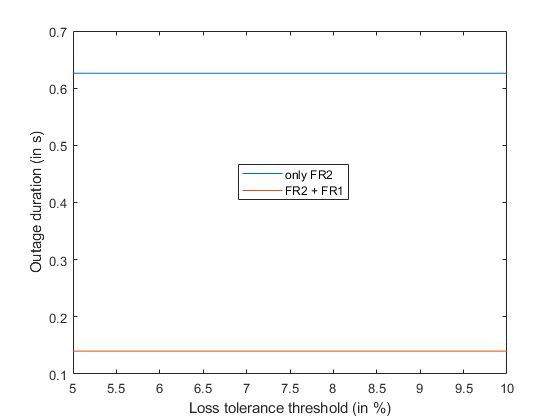 0.7
0.6
0.5
0.4
0.3
0.2
0.1
Outage duration (in s)
only FR2
FR2 + FR1
5 5.5 6 6.5 7 7.5 8 8.5 9 9.5 10
Loss tolerance threshold (in %)